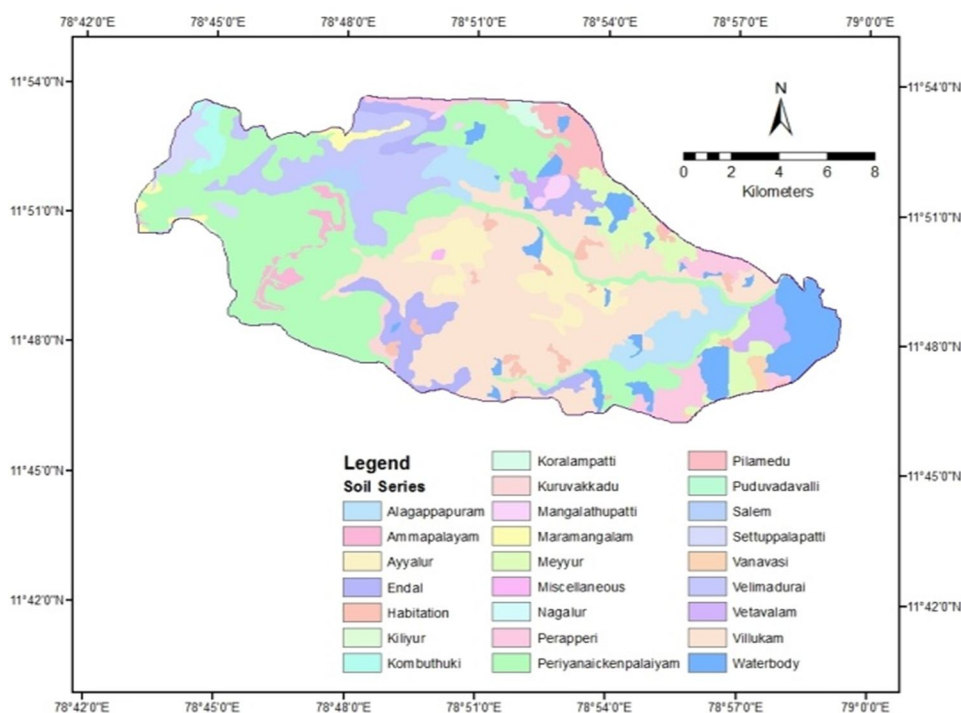 78°42'0"E 78°45'0"E 78°48'0"E 78°51'0"E 78°54'0"E 78°57'0"E 79°0'0"E
11°54'0"N 11°54'0"N
N
0 2 4 6 8
Kilometers
11°51'0"N 11°51'0"N
11°48'0"N 11°48'0"N
11°45'0"N 11°45'0"N
11°42'0"N 11°42'0"N
Legend
Soil Series
Alagappapuram
Ammapalayam
Ayyalur
Endal
Habitation
Kiliyur
Kombuthuki
Koralampatti
Kuruvakkadu
Mangalathupatti
Maramangalam
Meyyur
Miscellaneous
Nagalur
Perapperi
Periyanaickenpalaiyam
Pilamedu
Puduvadavalli
Salem
Settuppalapatti
Vanavasi
Velimadurai
Vetavalam
Villukam
Waterbody
78°42'0"E 78°45'0"E 78°48'0"E 78°51'0"E 78°54'0"E 78°57'0"E 79°0'0"E